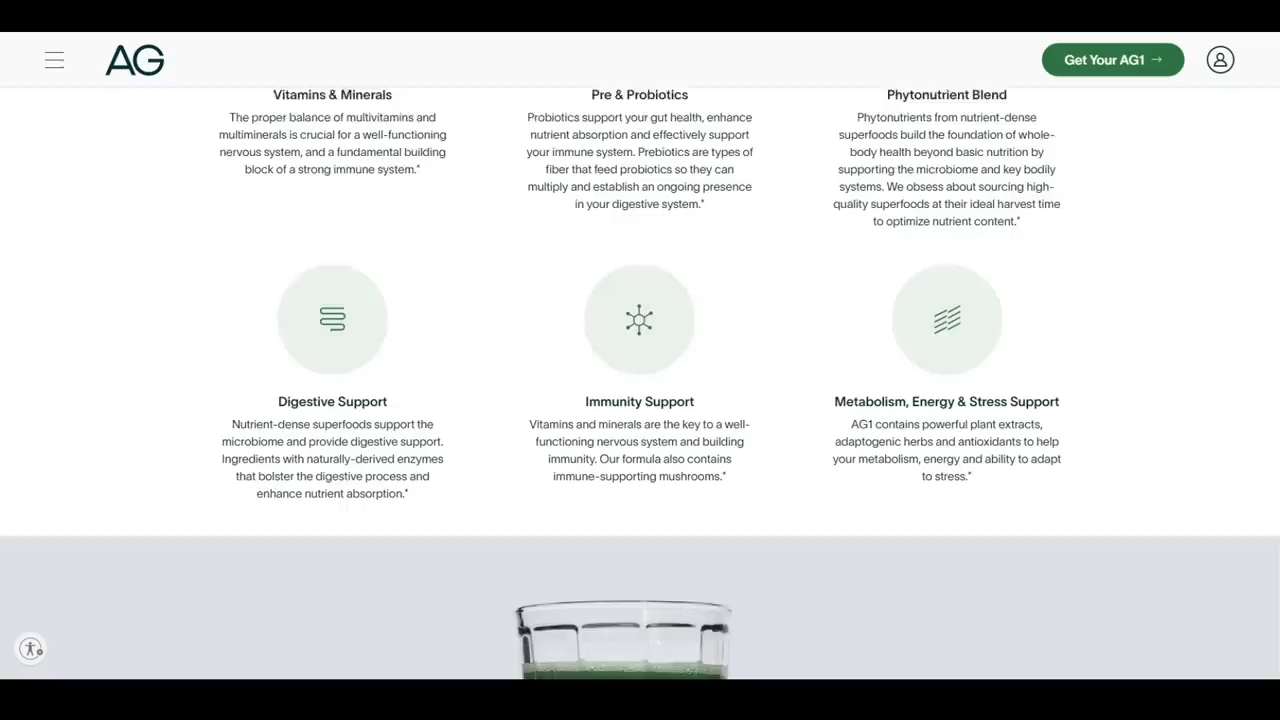 AG
Get Your AG1 →
Vitamins & Minerals
The proper balance of multivitamins and
multiminerals is crucial for a well-functioning
nervous system, and a fundamental building
block of a strong immune system.*
Pre & Probiotics
Probiotics support your gut health, enhance
nutrient absorption and effectively support
your immune system. Prebiotics are types of
fiber that feed probiotics so they can
multiply and establish an ongoing presence
in your digestive system.*
Phytonutrient Blend
Phytonutrients from nutrient-dense
superfoods build the foundation of whole-
body health beyond basic nutrition by
supporting the microbiome and key bodily
systems. We obsess about sourcing high-
quality superfoods at their ideal harvest time
to optimize nutrient content.*
Digestive Support
Nutrient-dense superfoods support the
microbiome and provide digestive support.
Ingredients with naturally-derived enzymes
that bolster the digestive process and
enhance nutrient absorption.*
Immunity Support
Vitamins and minerals are the key to a well-
functioning nervous system and building
immunity. Our formula also contains
immune-supporting mushrooms.*
Metabolism, Energy & Stress Support
AG1 contains powerful plant extracts,
adaptogenic herbs and antioxidants to help
your metabolism, energy and ability to adapt
to stress.*